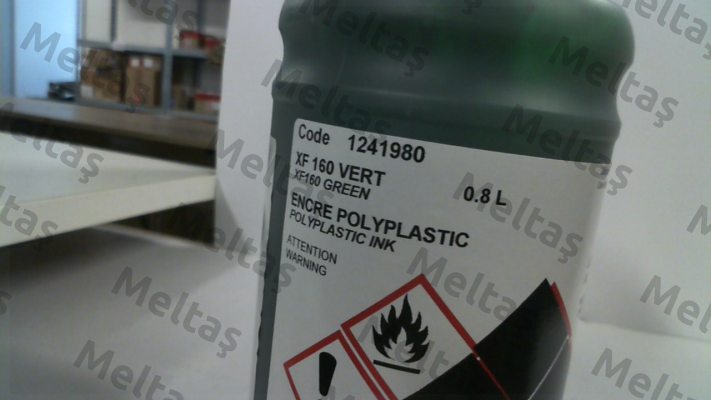 Code 1241980
XF 160 VERT 0.8 L
XF160 GREEN
ENCRE POLYPLASTIC
POLYPLASTIC INK
ATTENTION
WARNING
Meltaş